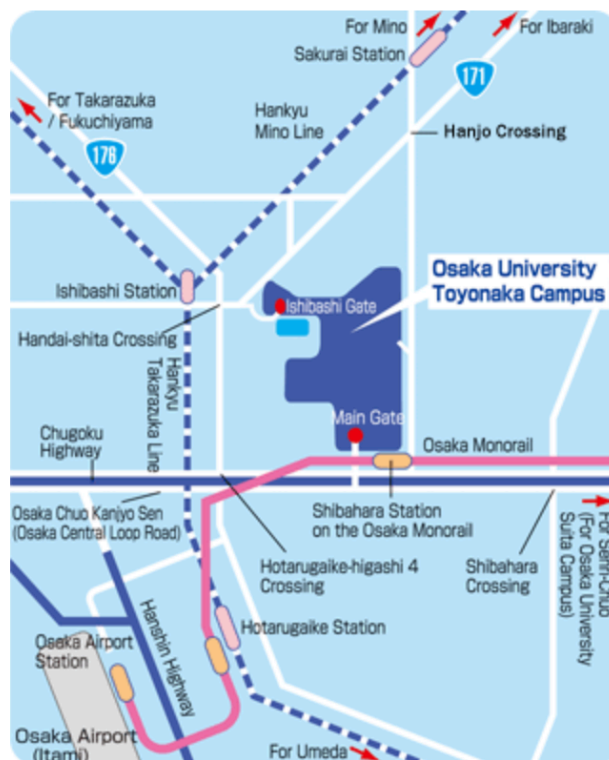 For Mino
For Ibaraki
Sakurai Station
171
For Takarazuka
/ Fukuchiyama
Hankyu
Mino Line
Hanjo Crossing
176
Osaka University
Toyonaka Campus
Ishibashi Station
Ishibashi Gate
Handai-shita Crossing
Hankyu
Takarazuka Line
Main Gate
Chugoku
Highway
Osaka Monorail
Osaka Chuo Kanjyo Sen
(Osaka Central Loop Road)
Shibahara Station
on the Osaka Monorail
For Senri-Chuo
(For Osaka University
Suita Campus)
Hotarugaike-higashi 4
Crossing
Shibahara
Crossing
Hanshin Highway
Hotarugaike Station
Osaka Airport
Station
Osaka Airport
(Itami)
For Umeda